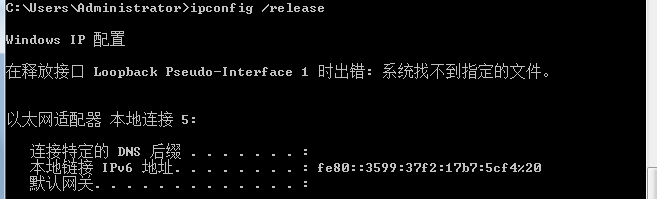 C:\Users\Administrator>ipconfig /release
Windows IP 配置
在释放接口 Loopback Pseudo-Interface 1 时出错: 系统找不到指定的文件。
以太网适配器 本地连接 5:
连接特定的 DNS 后缀 . . . . . . . :
本地链接 IPv6 地址. . . . . . . . : fe80::3599:37f2:17b7:5cf4%20
默认网关. . . . . . . . . . . . . :